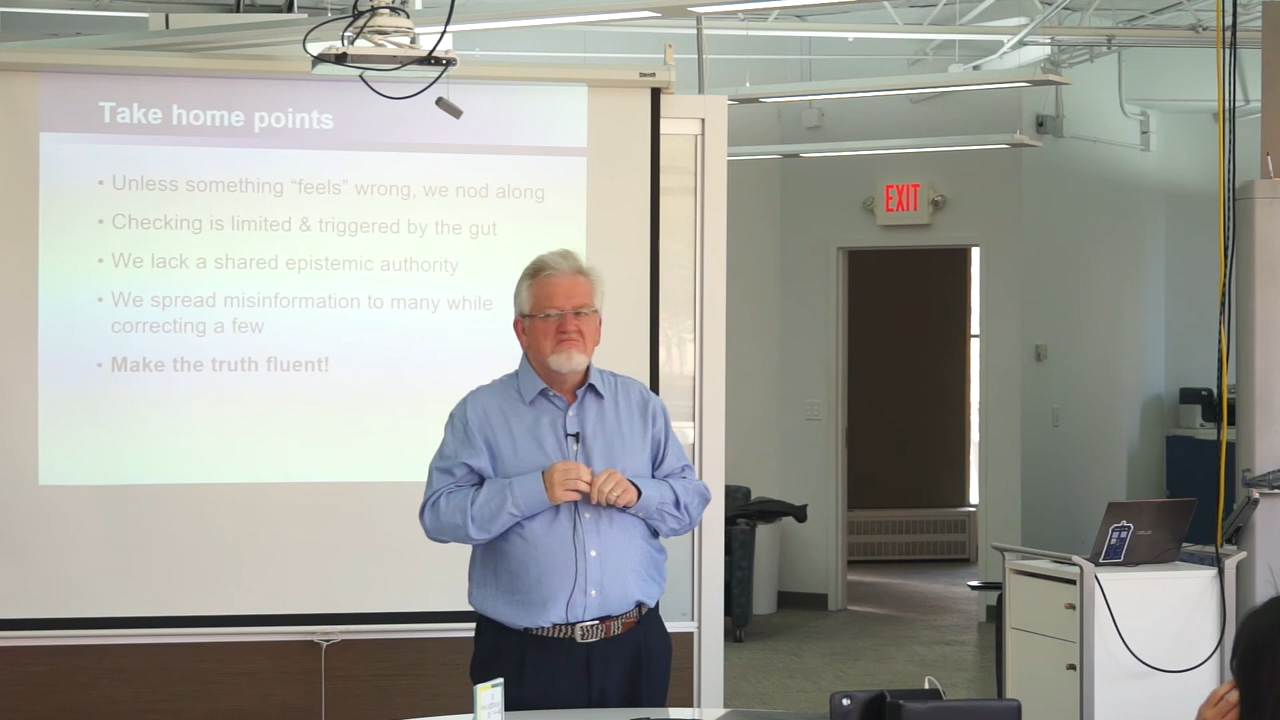 Take home points
• Unless something “feels” wrong, we nod along
• Checking is limited & triggered by the gut
• We lack a shared epistemic authority
• We spread misinformation to many while
correcting a few
• Make the truth fluent!
EXIT